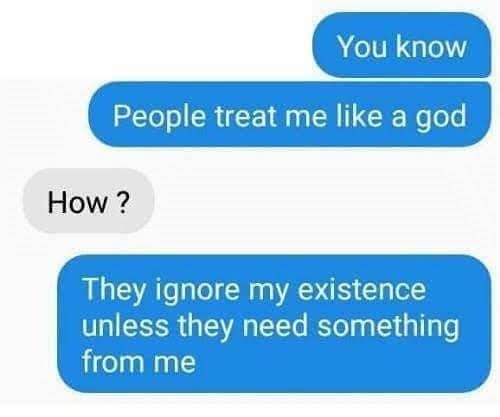 You know
People treat me like a god
How ?
They ignore my existence
unless they need something
from me